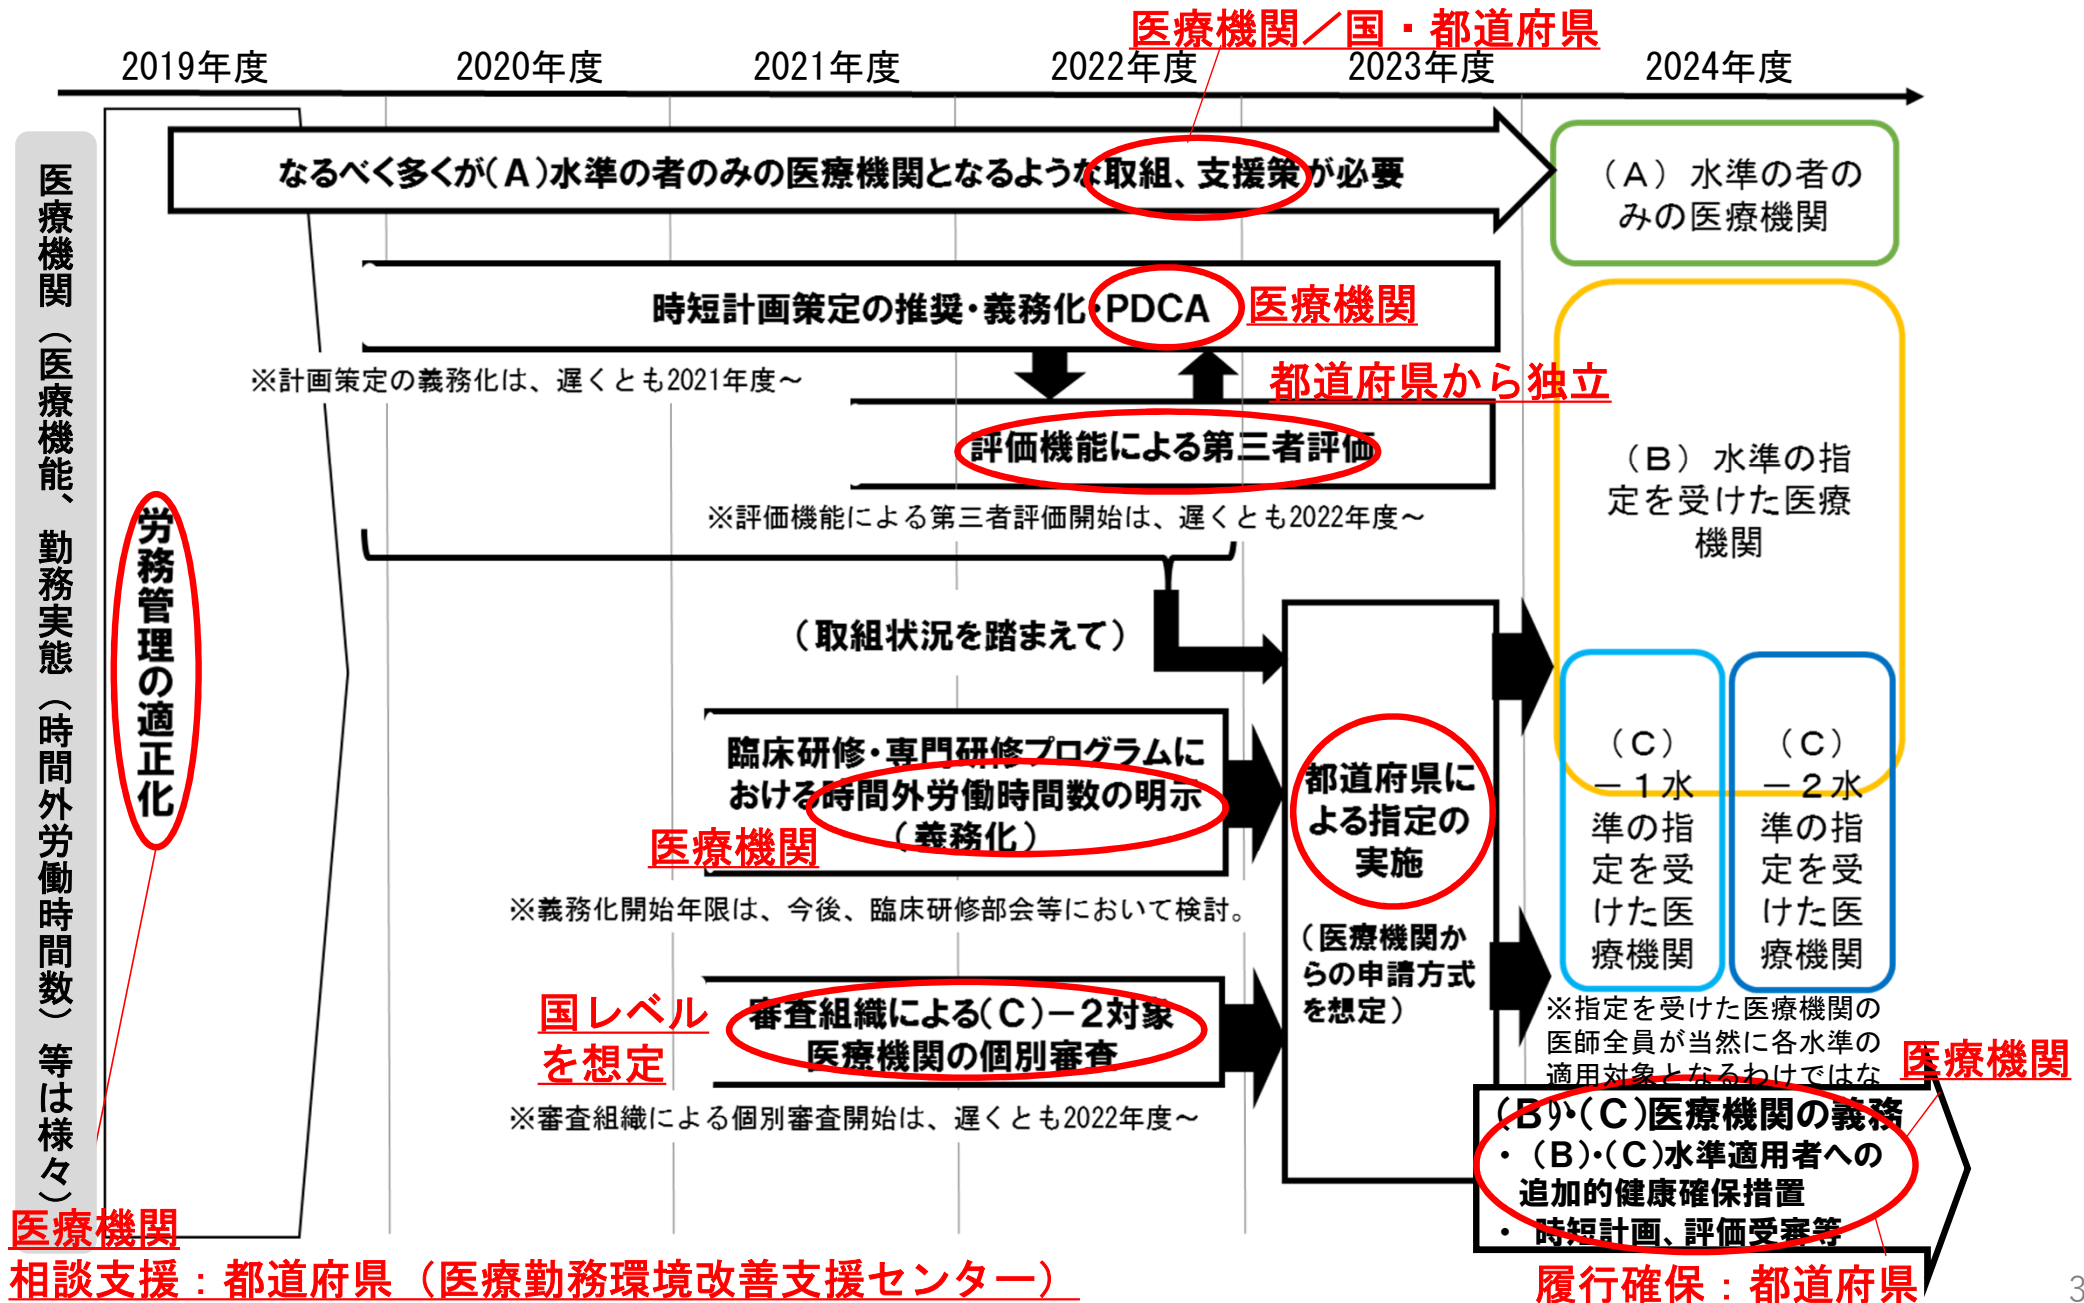 医療機関／国・都道府県
2019年度
2020年度
2021年度
2022年度
2023年度
2024年度
医療機関（医療機能、勤務実態（時間外労働時間数）等は様々）
なるべく多くが（A）水準の者のみの医療機関となるような取組、支援策が必要
（A）水準の者の
みの医療機関
時短計画策定の推奨・義務化・PDCA
医療機関
※計画策定の義務化は、遅くとも2021年度～
都道府県から独立
評価機能による第三者評価
※評価機能による第三者評価開始は、遅くとも2022年度～
（B）水準の指
定を受けた医療
機関
労務管理の適正化
（取組状況を踏まえて）
臨床研修・専門研修プログラムに
おける時間外労働時間数の明示
（義務化）
医療機関
※義務化開始年限は、今後、臨床研修部会等において検討。
都道府県に
よる指定の
実施
（医療機関か
らの申請方式
を想定）
（C）
－1水
準の指
定を受
けた医
療機関
（C）
－2水
準の指
定を受
けた医
療機関
国レベル
を想定
審査組織による（C）－2対象
医療機関の個別審査
※審査組織による個別審査開始は、遅くとも2022年度～
※指定を受けた医療機関の
医師全員が当然に各水準の
適用対象となるわけではな
い
医療機関
（B）・（C）医療機関の義務
・（B）・（C）水準適用者への
追加的健康確保措置
・ 時短計画、評価受審等
医療機関
相談支援：都道府県（医療勤務環境改善支援センター）
履行確保：都道府県
3